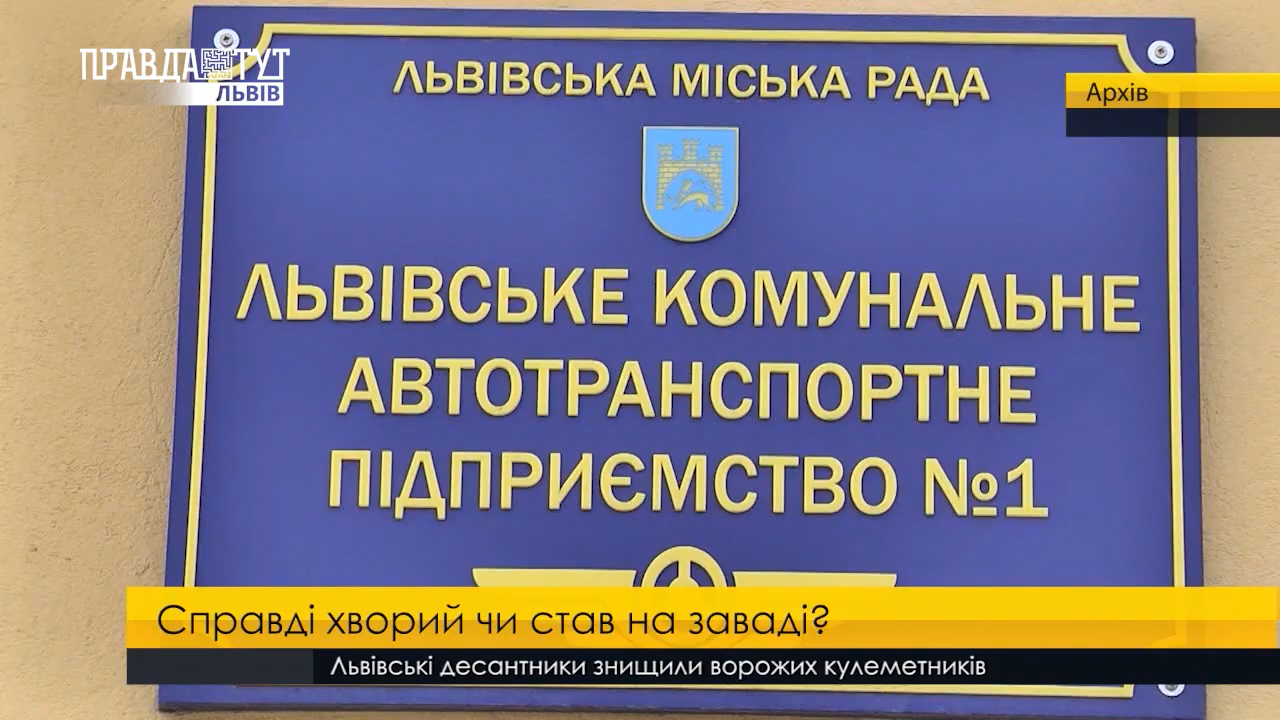 ПРАВДА ТУТ
ЛЬВІВ
Архів
ЛЬВІВСЬКА МІСЬКА РАДА
ЛЬВІВСЬКЕ КОМУНАЛЬНЕ
АВТОТРАНСПОРТНЕ
ПІДПРИЄМСТВО №1
Справді хворий чи став на заваді?
Львівські десантники знищили ворожих кулеметників